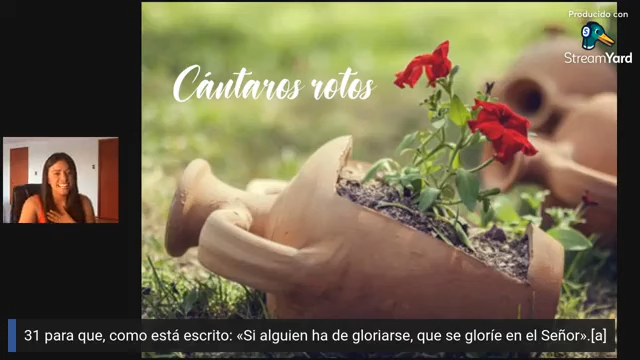 Producido con
StreamYard
Cántaros rotos
31 para que, como está escrito: «Si alguien ha de gloriarse, que se gloríe en el Señor».[a]